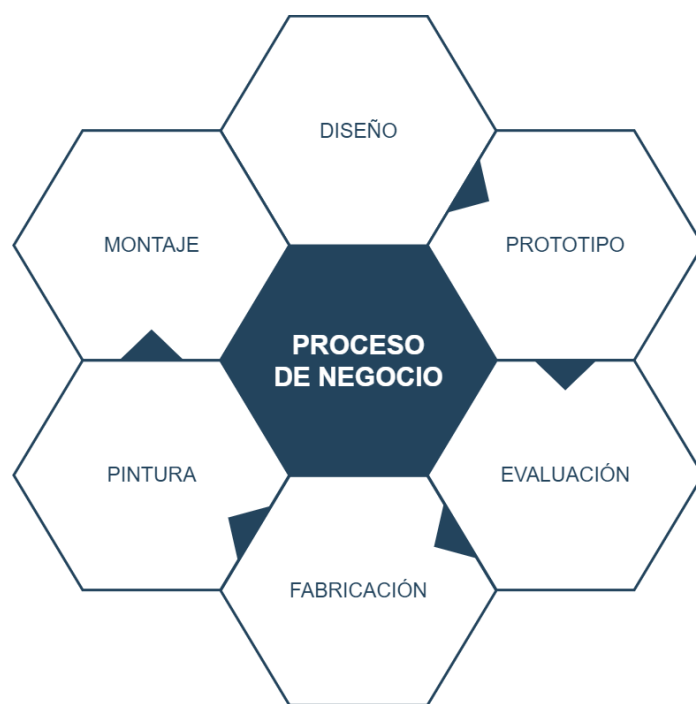 DISEÑO
PROTOTIPO
EVALUACIÓN
FABRICACIÓN
PINTURA
MONTAJE
PROCESO
DE NEGOCIO